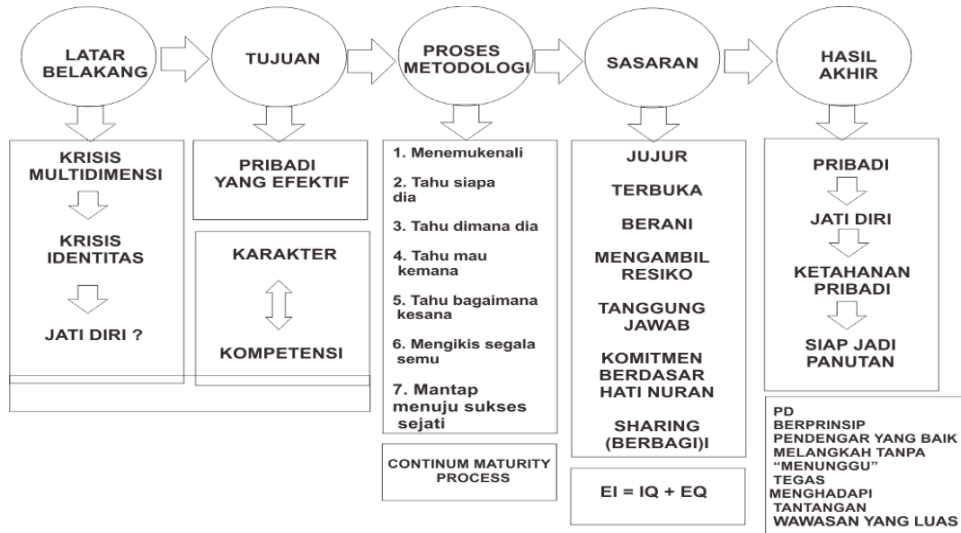 LATAR
BELAKANG
TUJUAN
PROSES
METODOLOGI
SASARAN
HASIL
AKHIR
KRISIS
MULTIDIMENSI
KRISIS
IDENTITAS
JATI DIRI ?
PRIBADI
YANG EFEKTIF
KARAKTER
KOMPETENSI
1. Menemukenali
2. Tahu siapa
dia
3. Tahu dimana dia
4. Tahu mau
kemana
5. Tahu bagaimana
kesana
6. Mengikis segala
semu
7. Mantap
menuju sukses
sejati
CONTINUM MATURITY
PROCESS
JUJUR
TERBUKA
BERANI
MENGAMBIL
RESIKO
TANGGUNG
JAWAB
KOMITMEN
BERDASAR
HATI NURAN
SHARING
(BERBAGI)I
EI = IQ + EQ
PRIBADI
JATI DIRI
KETAHANAN
PRIBADI
SIAP JADI
PANUTAN
PD
BERPRINSIP
PENDENGAR YANG BAIK
MELANGKAH TANPA
“MENUNGGU”
TEGAS
MENGHADAPI
TANTANGAN
WAWASAN YANG LUAS